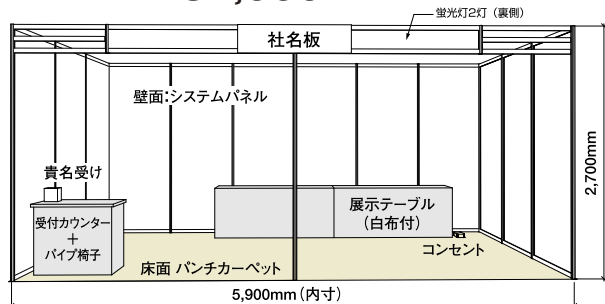 蛍光灯2灯（裏側）
社名板
壁面:システムパネル
2,700mm
貴名受け
受付カウンター
＋
パイプ椅子
展示テーブル
（白布付）
コンセント
床面 パンチカーペット
5,900mm（内寸）